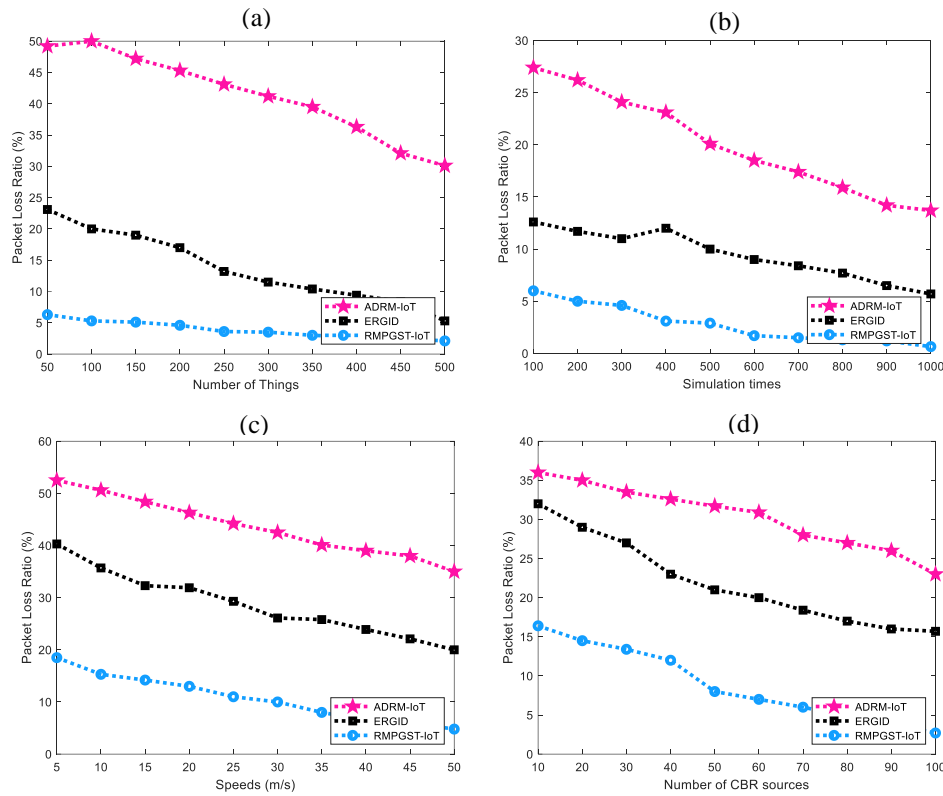 (a)
Packet Loss Ratio (%)
50
45
40
35
30
25
20
15
10
5
0
50 100 150 200 250 300 350 400 450 500
Number of Things
ADRM-IoT
ERGID
RMPGST-IoT
(b)
Packet Loss Ratio (%)
30
25
20
15
10
5
0
100 200 300 400 500 600 700 800 900 1000
Simulation times
ADRM-IoT
ERGID
RMPGST-IoT
(c)
Packet Loss Ratio (%)
60
50
40
30
20
10
0
5 10 15 20 25 30 35 40 45 50
Speeds (m/s)
ADRM-IoT
ERGID
RMPGST-IoT
(d)
Packet Loss Ratio (%)
40
35
30
25
20
15
10
5
0
10 20 30 40 50 60 70 80 90 100
Number of CBR sources
ADRM-IoT
ERGID
RMPGST-IoT